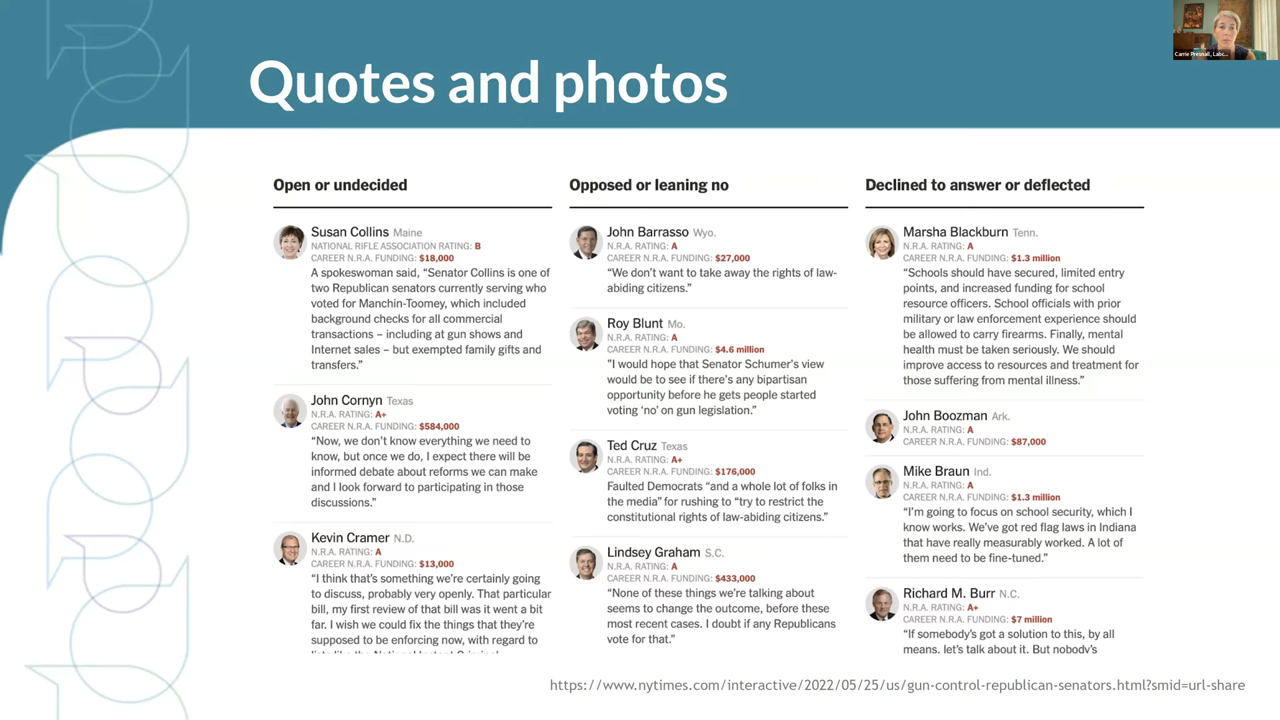 Carrie Presnall, Labc...
Quotes and photos
Open or undecided
Susan Collins Maine
NATIONAL RIFLE ASSOCIATION RATING: B
CAREER N.R.A. FUNDING: $18,000
A spokeswoman said, “Senator Collins is one of
two Republican senators currently serving who
voted for Manchin-Toomey, which included
background checks for all commercial
transactions – including at gun shows and
Internet sales – but exempted family gifts and
transfers.”
John Cornyn Texas
N.R.A. RATING: A+
CAREER N.R.A. FUNDING: $584,000
“Now, we don’t know everything we need to
know, but once we do, I expect there will be
informed debate about reforms we can make
and I look forward to participating in those
discussions.”
Kevin Cramer N.D.
N.R.A. RATING: A
CAREER N.R.A. FUNDING: $13,000
“I think that’s something we’re certainly going
to discuss, probably very openly. That particular
bill, my first review of that bill was it went a bit
far. I wish we could fix the things that they’re
supposed to be enforcing now, with regard to
Opposed or leaning no
John Barrasso Wyo.
N.R.A. RATING: A
CAREER N.R.A. FUNDING: $27,000
“We don’t want to take away the rights of law-
abiding citizens.”
Roy Blunt Mo.
N.R.A. RATING: A
CAREER N.R.A. FUNDING: $4.6 million
“I would hope that Senator Schumer’s view
would be to see if there’s any bipartisan
opportunity before he gets people started
voting ‘no’ on gun legislation.”
Ted Cruz Texas
N.R.A. RATING: A+
CAREER N.R.A. FUNDING: $176,000
Faulted Democrats “and a whole lot of folks in
the media” for rushing to “try to restrict the
constitutional rights of law-abiding citizens.”
Lindsey Graham S.C.
N.R.A. RATING: A
CAREER N.R.A. FUNDING: $433,000
“None of these things we’re talking about
seems to change the outcome, before these
most recent cases. I doubt if any Republicans
vote for that.”
Declined to answer or deflected
Marsha Blackburn Tenn.
N.R.A. RATING: A
CAREER N.R.A. FUNDING: $1.3 million
“Schools should have secured, limited entry
points, and increased funding for school
resource officers. School officials with prior
military or law enforcement experience should
be allowed to carry firearms. Finally, mental
health must be taken seriously. We should
improve access to resources and treatment for
those suffering from mental illness.”
John Boozman Ark.
N.R.A. RATING: A
CAREER N.R.A. FUNDING: $87,000
Mike Braun Ind.
N.R.A. RATING: A
CAREER N.R.A. FUNDING: $1.3 million
“I’m going to focus on school security, which I
know works. We’ve got red flag laws in Indiana
that have really measurably worked. A lot of
them need to be fine-tuned.”
Richard M. Burr N.C.
N.R.A. RATING: A+
CAREER N.R.A. FUNDING: $7 million
“If somebody’s got a solution to this, by all
means, let’s talk about it. But nobody’s
https://www.nytimes.com/interactive/2022/05/25/us/gun-control-republican-senators.html?smid=url-share